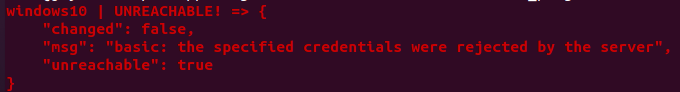 windows10 | UNREACHABLE! => {
    "changed": false,
    "msg": "basic: the specified credentials were rejected by the server",
    "unreachable": true
}